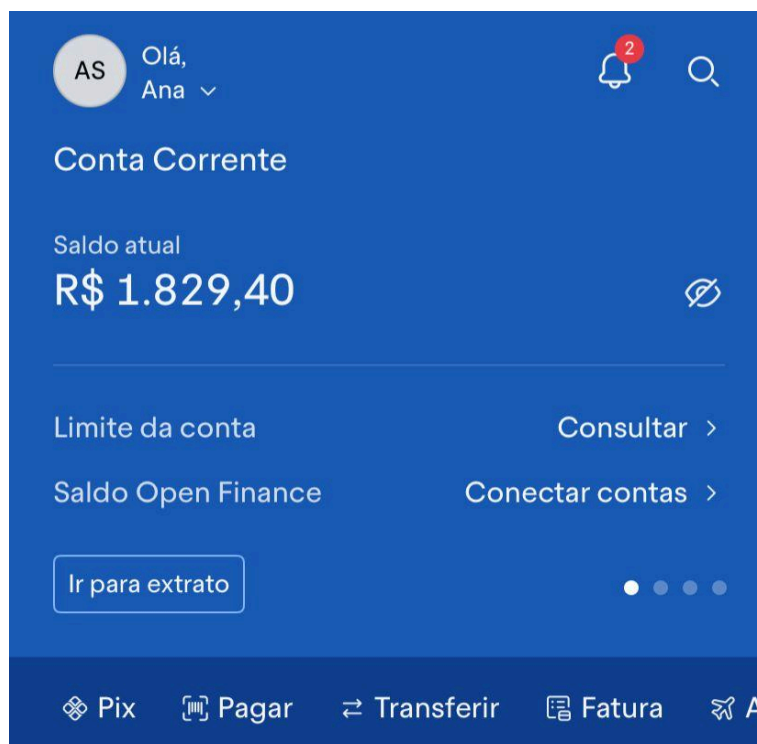 AS
Olá,
Ana
2
Conta Corrente
Saldo atual
R$ 1.829,40
Limite da conta
Consultar
Saldo Open Finance
Conectar contas
Ir para extrato
Pix
Pagar
Transferir
Fatura